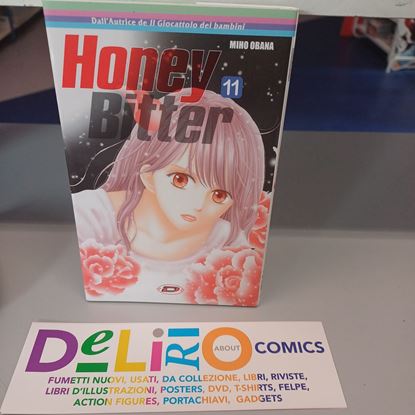 Dall'Autrice de Il Giocattolo dei bambini
MIHO OBANA
Honey
11
Bitter
DeLiRiO
ABOUT
COMICS
FUMETTI NUOVI, USATI, DA COLLEZIONE, LIBRI, RIVISTE,
LIBRI D'ILLUSTRAZIONI, POSTERS, DVD, T-SHIRTS, FELPE,
ACTION FIGURES, PORTACHIAVI, GADGETS